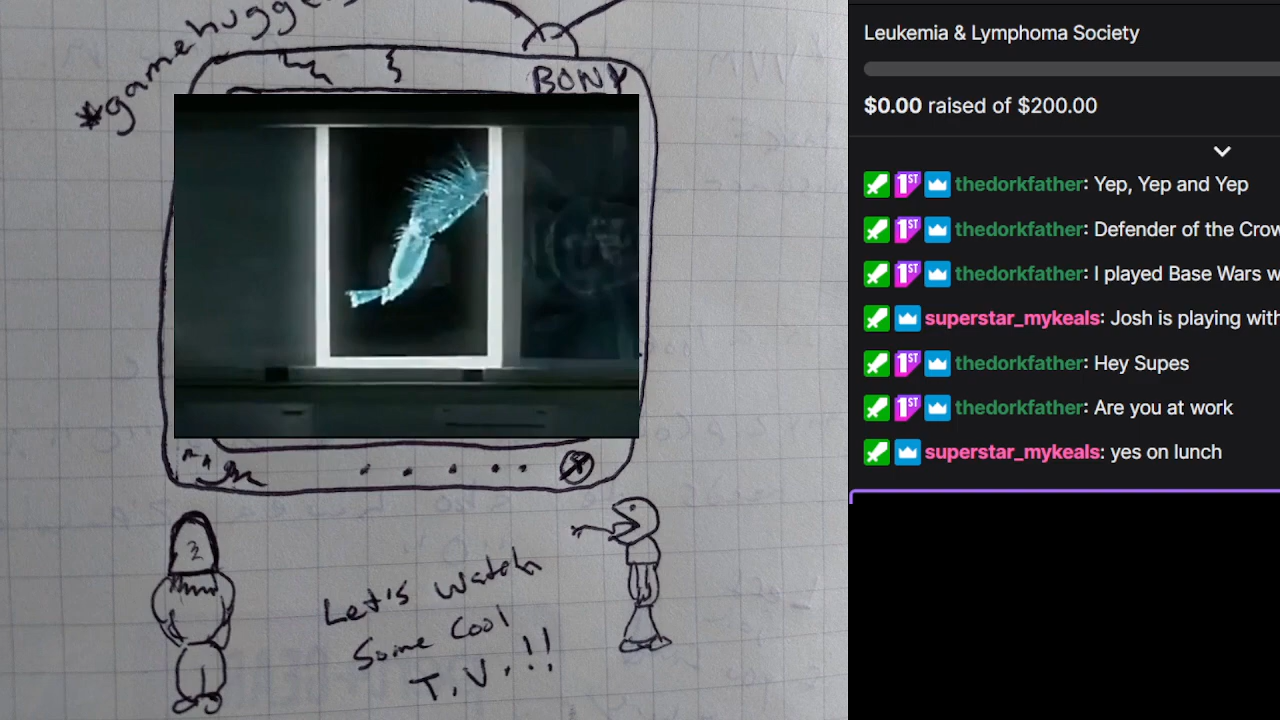 *gamehugger
BONY
Let's Watch
Some Cool
T.V.!!
Leukemia & Lymphoma Society
$0.00 raised of $200.00
thedorkfather: Yep, Yep and Yep
thedorkfather: Defender of the Crow
thedorkfather: I played Base Wars w
superstar_mykeals: Josh is playing with
thedorkfather: Hey Supes
thedorkfather: Are you at work
superstar_mykeals: yes on lunch